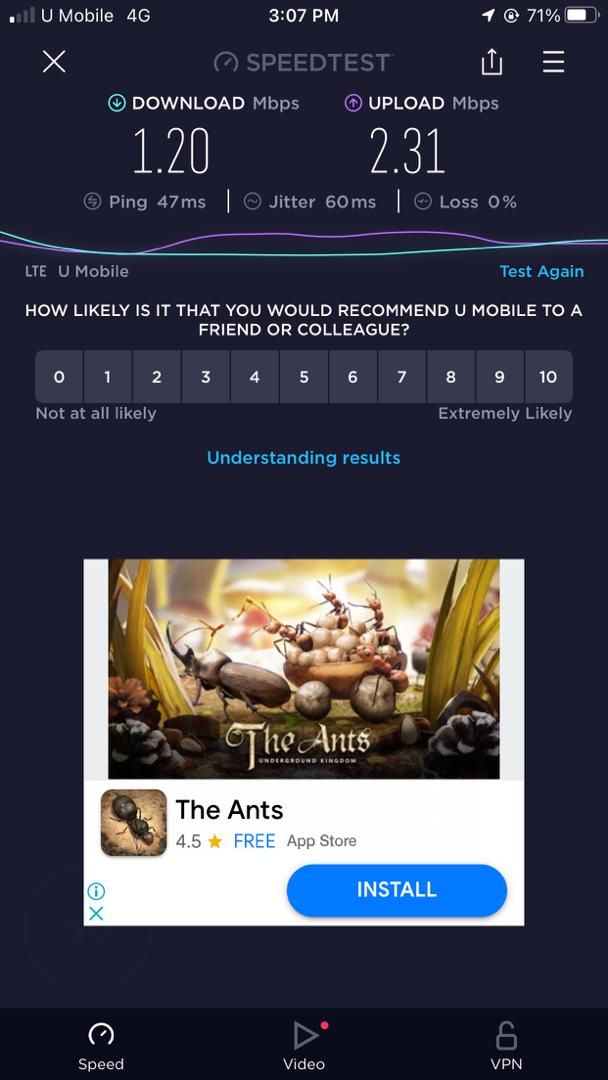 U Mobile 4G 3:07 PM 71%
SPEEDTEST
DOWNLOAD Mbps UPLOAD Mbps
1.20 2.31
Ping 47ms Jitter 60ms Loss 0%
LTE U Mobile Test Again
HOW LIKELY IS IT THAT YOU WOULD RECOMMEND U MOBILE TO A
FRIEND OR COLLEAGUE?
0 1 2 3 4 5 6 7 8 9 10
Not at all likely Extremely Likely
Understanding results
The Ants
UNDERGROUND KINGDOM
The Ants
4.5 FREE App Store
INSTALL
Speed Video VPN